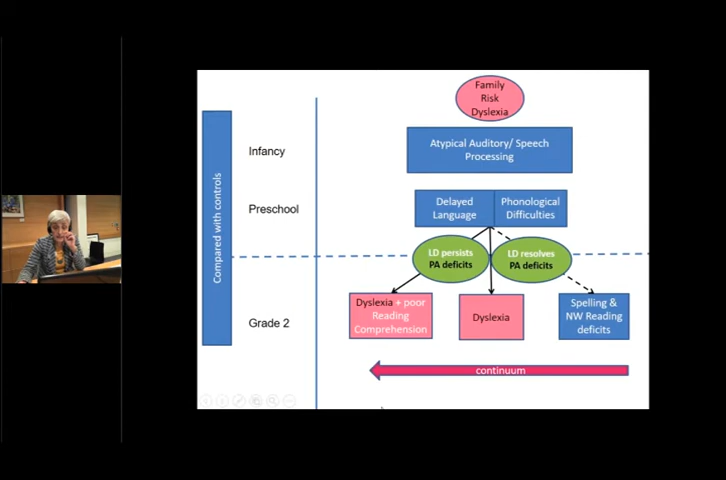 Family
Risk
Dyslexia
Compared with controls
Infancy
Atypical Auditory/ Speech
Processing
Preschool
Delayed
Language
Phonological
Difficulties
LD persists
PA deficits
LD resolves
PA deficits
Grade 2
Dyslexia + poor
Reading
Comprehension
Dyslexia
Spelling &
NW Reading
deficits
continuum